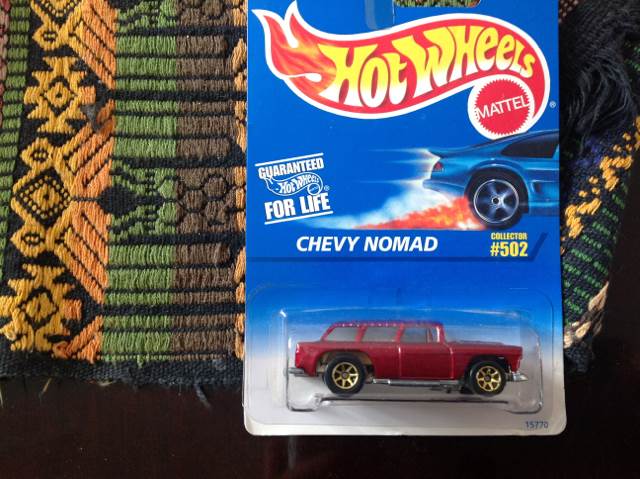 HOT WHEELS
®
MATTEL
GUARANTEED
HOT WHEELS
FOR LIFE
CHEVY NOMAD
COLLECTOR
#502
15770